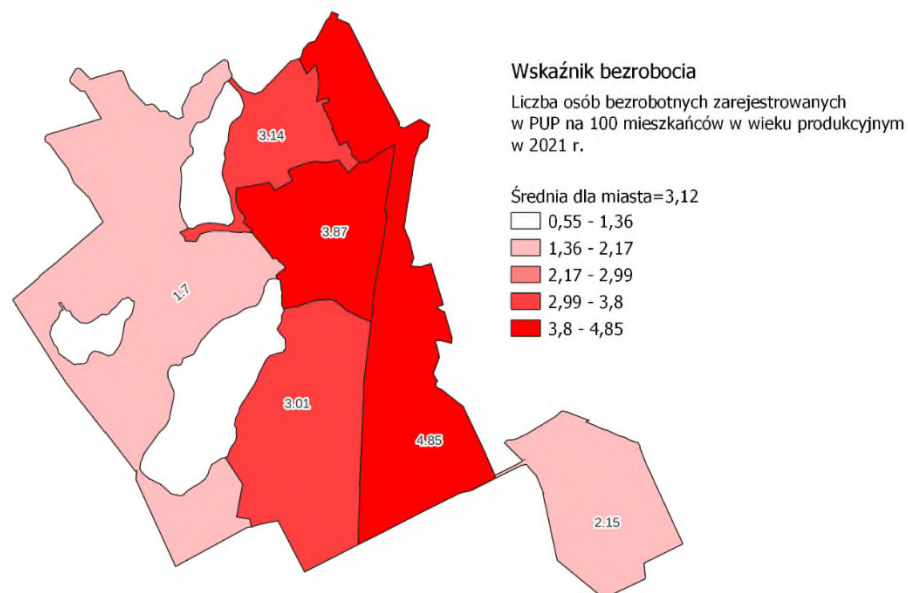 Wskaźnik bezrobocia
Liczba osób bezrobotnych zarejestrowanych
w PUP na 100 mieszkańców w wieku produkcyjnym
w 2021 r.
Średnia dla miasta=3,12
0,55 - 1,36
1,36 - 2,17
2,17 - 2,99
2,99 - 3,8
3,8 - 4,85
3.14
3.87
1.7
3.01
4.85
2.15